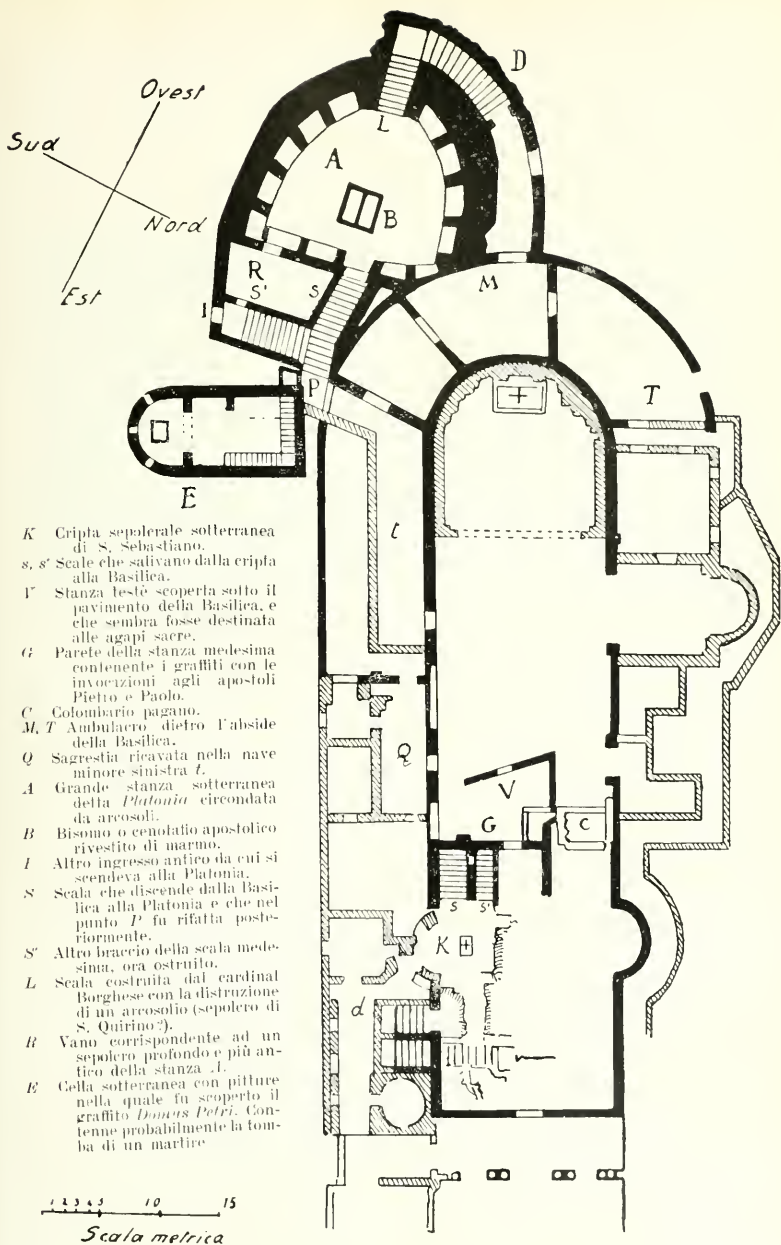 Ovest
Sud
Nord
Est
D
L
A
B
R
S'
S
I
M
P
T
E
t
Q
V
G
C
s
s'
K
d
K Cripta sepolcrale sotterranea
di S. Sebastiano.
s, s' Scale che salivano dalla cripta
alla Basilica.
V Stanza testè scoperta sotto il
pavimento della Basilica, e
che sembra fosse destinata
alle agapi sacre.
G Parete della stanza medesima
contenente i graffiti con le
invocazioni agli apostoli
Pietro e Paolo.
C Colombario pagano.
M, T Ambulacro dietro l'abside
della Basilica.
Q Sagrestia ricavata nella nave
minore sinistra t.
A Grande stanza sotterranea
detta Platonia circondata
da arcosoli.
B Bisomo o cenotafio apostolico
rivestito di marmo.
I Altro ingresso antico da cui si
scendeva alla Platonia.
S Scala che discende dalla Basi-
lica alla Platonia e che nel
punto P fu rifatta poste-
riormente.
S' Altro braccio della scala mede-
sima, ora ostruito.
L Scala costruita dal cardinal
Borghese con la distruzione
di un arcosolio (sepolcro di
S. Quirino?).
R Vano corrispondente ad un
sepolcro profondo e più an-
tico della stanza A.
E Cella sotterranea con pitture
nella quale fu scoperto il
graffito Domus Petri. Con-
tenne probabilmente la tom-
ba di un martire
1 2 3 4 5 10 15
Scala metrica